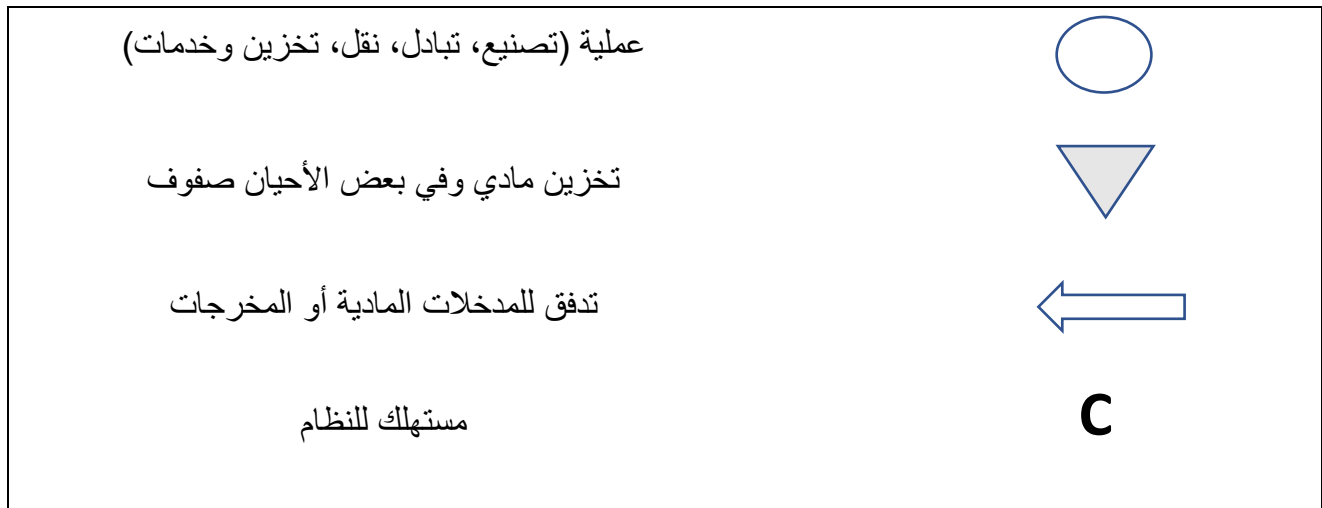 عملية (تصنيع، تبادل، نقل، تخزين وخدمات)
تخزين مادي وفي بعض الأحيان صفوف
تدفق للمدخلات المادية أو المخرجات
C
مستهلك للنظام